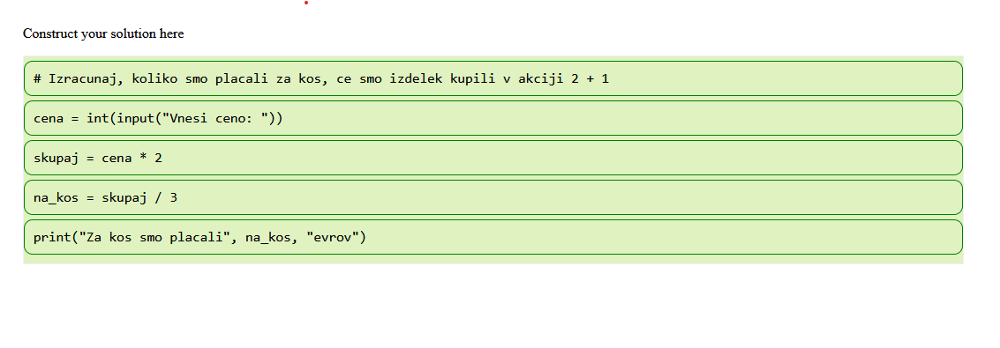 Construct your solution here
# Izracunaj, koliko smo placali za kos, ce smo izdelek kupili v akciji 2 + 1
cena = int(input("Vnesi ceno: "))
skupaj = cena * 2
na_kos = skupaj / 3
print("Za kos smo placali", na_kos, "evrov")